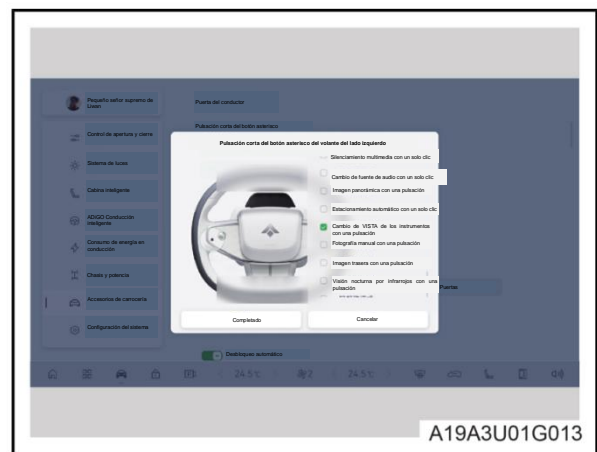 Pequeño señor supremo de
Liwan
Puerta del conductor
Pulsación corta del botón asterisco
Control de apertura y cierre
Sistema de luces
Cabina inteligente
ADIGO Conducción
inteligente
Consumo de energía en
conducción
Chasis y potencia
Accesorios de carrocería
Configuración del sistema
Pulsación corta del botón asterisco del volante del lado izquierdo
Silenciamiento multimedia con un solo clic
Cambio de fuente de audio con un solo clic
Imagen panorámica con una pulsación
Estacionamiento automático con un solo clic
Cambio de VISTA de los instrumentos
con una pulsación
Fotografía manual con una pulsación
Imagen trasera con una pulsación
Visión nocturna por infrarrojos con una
pulsación
Completado
Cancelar
Puertas
Desbloqueo automático
24.5℃
2
24.5℃
A19A3U01G013